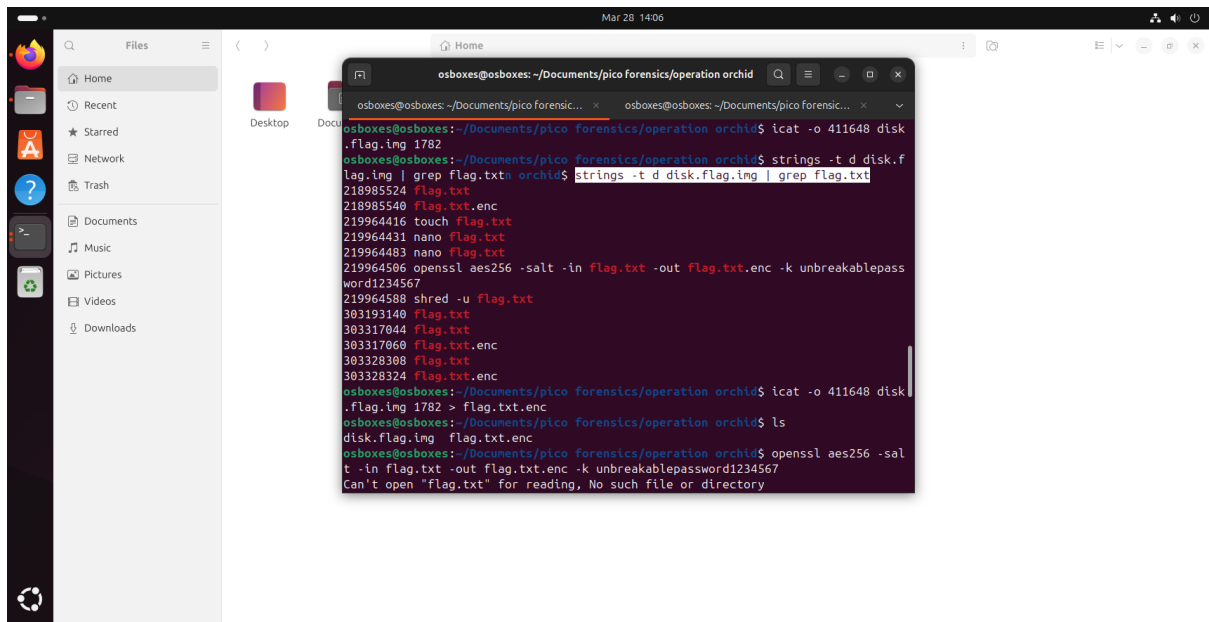 Mar 28 14:06
Files
Home
Home
Recent
Starred
Network
Trash
Documents
Music
Pictures
Videos
Downloads
Desktop
Docu
osboxes@osboxes: ~/Documents/pico forensics/operation orchid
osboxes@osboxes: ~/Documents/pico forensic...
osboxes@osboxes: ~/Documents/pico forensic...
osboxes@osboxes:~/Documents/pico forensics/operation orchid$ icat -o 411648 disk
.flag.img 1782
osboxes@osboxes:~/Documents/pico forensics/operation orchid$ strings -t d disk.f
lag.img | grep flag.txtn orchid$ strings -t d disk.flag.img | grep flag.txt
218985524 flag.txt
218985540 flag.txt.enc
219964416 touch flag.txt
219964431 nano flag.txt
219964483 nano flag.txt
219964506 openssl aes256 -salt -in flag.txt -out flag.txt.enc -k unbreakablepass
word1234567
219964588 shred -u flag.txt
303193140 flag.txt
303317044 flag.txt
303317060 flag.txt.enc
303328308 flag.txt
303328324 flag.txt.enc
osboxes@osboxes:~/Documents/pico forensics/operation orchid$ icat -o 411648 disk
.flag.img 1782 > flag.txt.enc
osboxes@osboxes:~/Documents/pico forensics/operation orchid$ ls
disk.flag.img  flag.txt.enc
osboxes@osboxes:~/Documents/pico forensics/operation orchid$ openssl aes256 -sal
t -in flag.txt -out flag.txt.enc -k unbreakablepassword1234567
Can't open "flag.txt" for reading, No such file or directory